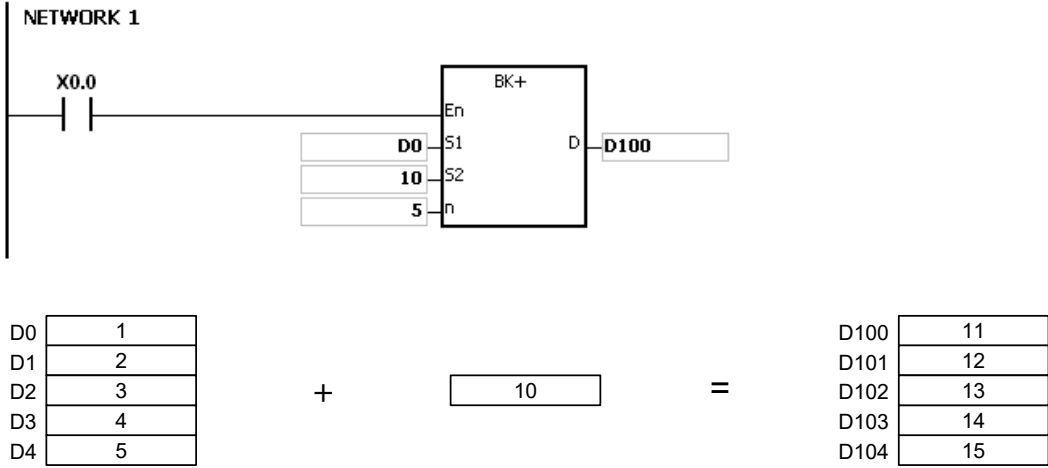 NETWORK 1
X0.0
BK+
En
D0 S1 D D100
10 S2
5 n
D0 1 D100 11
D1 2 D101 12
D2 3 + 10 = D102 13
D3 4 D103 14
D4 5 D104 15